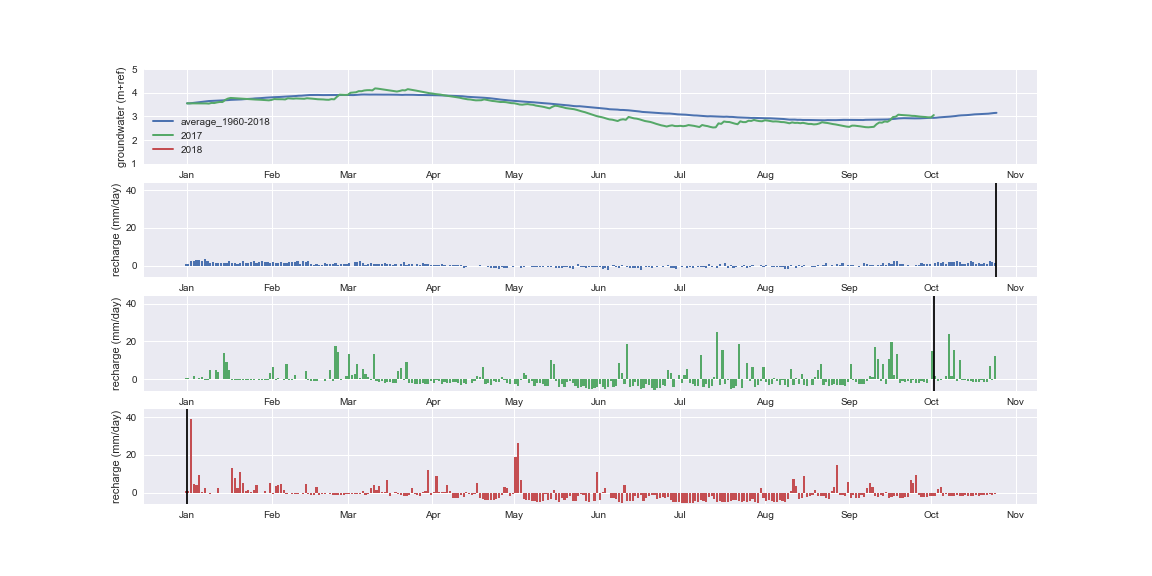 groundwater (m+ref)
5
4
3
2
1
average_1960-2018
2017
2018
Jan Feb Mar Apr May Jun Jul Aug Sep Oct Nov
recharge (mm/day)
40
20
0
Jan Feb Mar Apr May Jun Jul Aug Sep Oct Nov
recharge (mm/day)
40
20
0
Jan Feb Mar Apr May Jun Jul Aug Sep Oct Nov
recharge (mm/day)
40
20
0
Jan Feb Mar Apr May Jun Jul Aug Sep Oct Nov